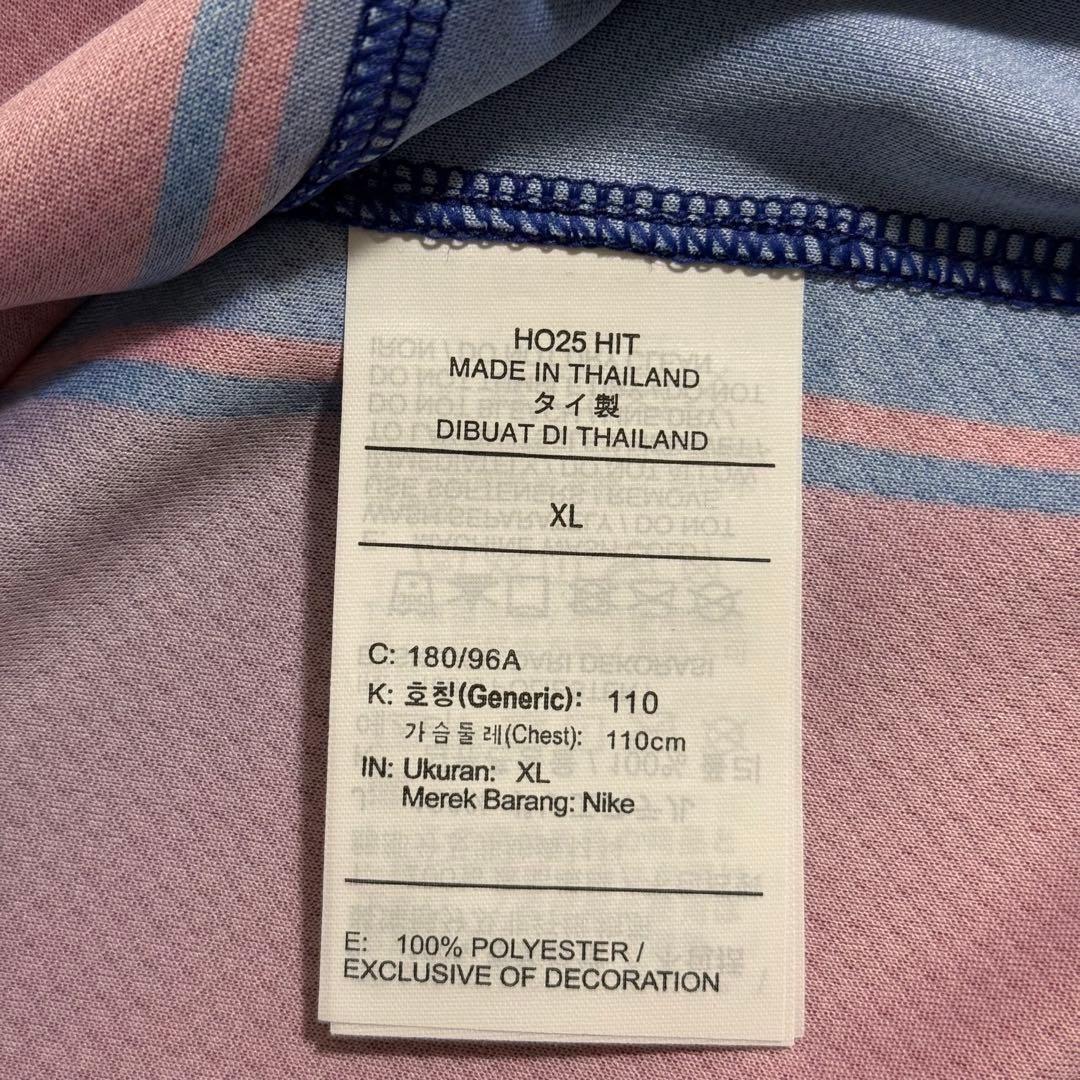 HO25 HIT
MADE IN THAILAND
タイ製
DIBUAT DI THAILAND
XL
C: 180/96A
K: 호칭(Generic): 110
가슴둘레(Chest): 110cm
IN: Ukuran: XL
Merek Barang: Nike
E: 100% POLYESTER /
EXCLUSIVE OF DECORATION